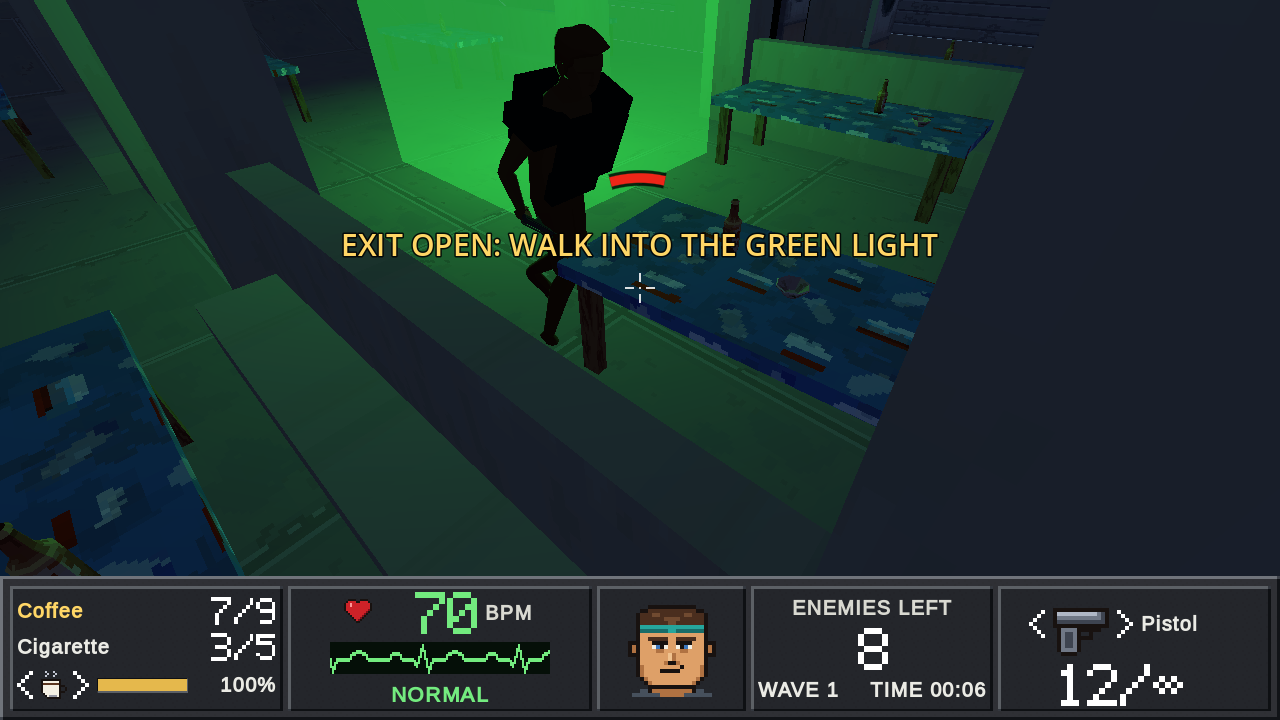 EXIT OPEN: WALK INTO THE GREEN LIGHT
Coffee 7/9
Cigarette 3/5
100%
70 BPM
NORMAL
ENEMIES LEFT
8
WAVE 1 TIME 00:06
Pistol
12/∞